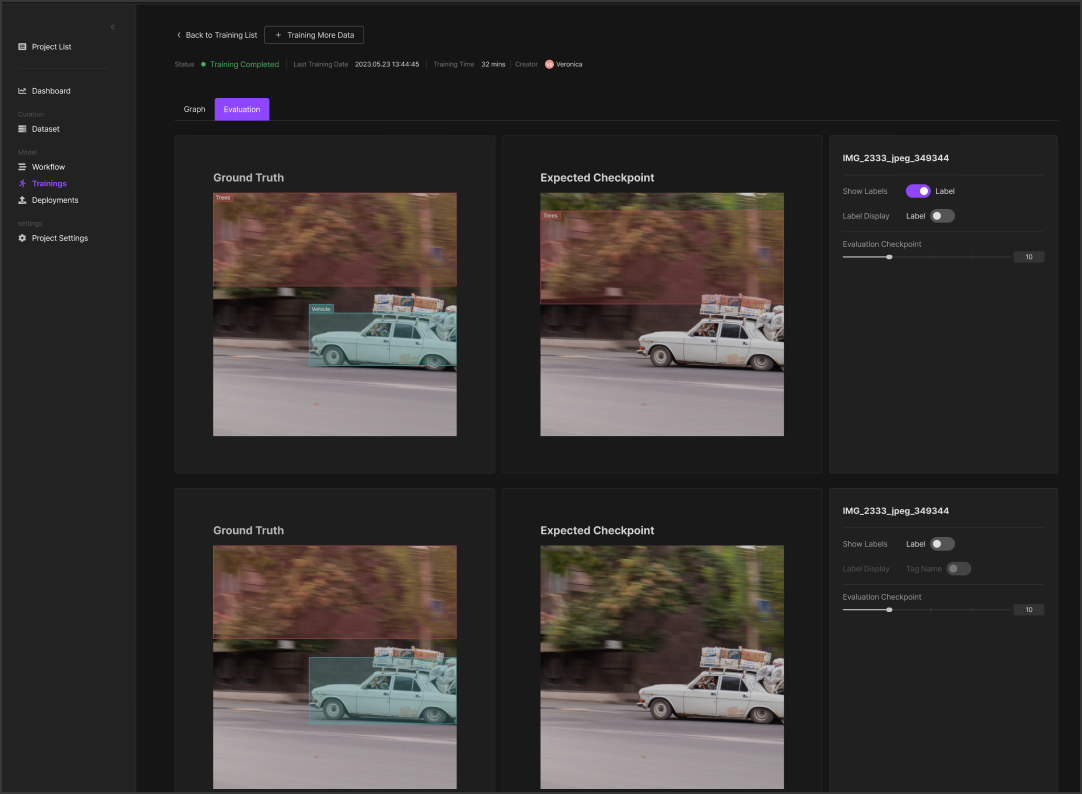 Project List
Dashboard
Curation
Dataset
Model
Workflow
Trainings
Deployments
settings
Project Settings
Back to Training List
+ Training More Data
Status Training Completed Last Training Date 2023.05.23 13:44:45 Training Time 32 mins Creator Veronica
Graph Evaluation
Ground Truth
Trees
Vehicle
Expected Checkpoint
Trees
IMG_2333_jpeg_349344
Show Labels Label
Label Display Label
Evaluation Checkpoint
10
Ground Truth
Expected Checkpoint
IMG_2333_jpeg_349344
Show Labels Label
Label Display Tag Name
Evaluation Checkpoint
10